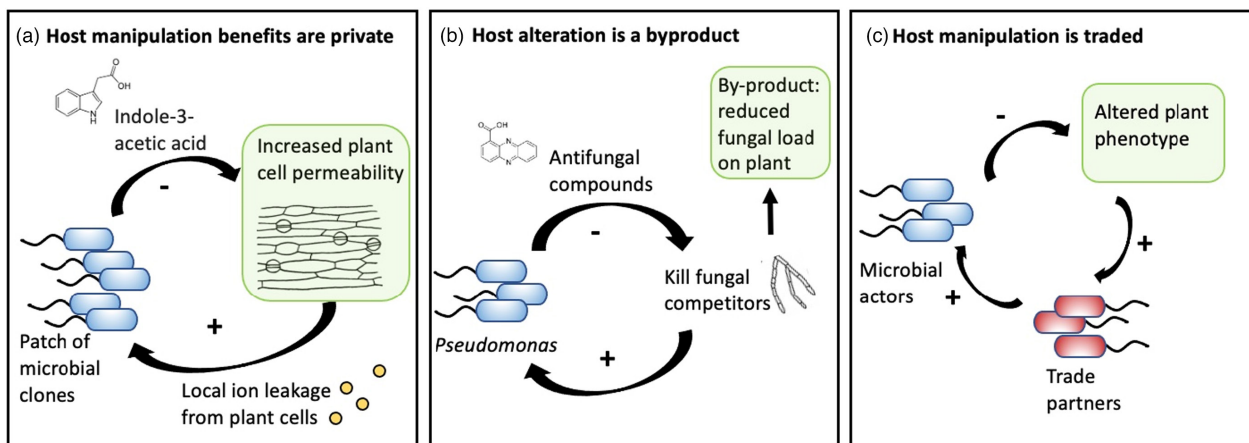 (a) Host manipulation benefits are private
O
OH
N
H
Indole-3-
acetic acid
-
Increased plant
cell permeability
+
Patch of
microbial
clones
Local ion leakage
from plant cells
(b) Host alteration is a byproduct
O
OH
N
N
Antifungal
compounds
-
By-product:
reduced
fungal load
on plant
Kill fungal
competitors
Pseudomonas
+
(c) Host manipulation is traded
-
Altered plant
phenotype
+
Microbial
actors
+
Trade
partners